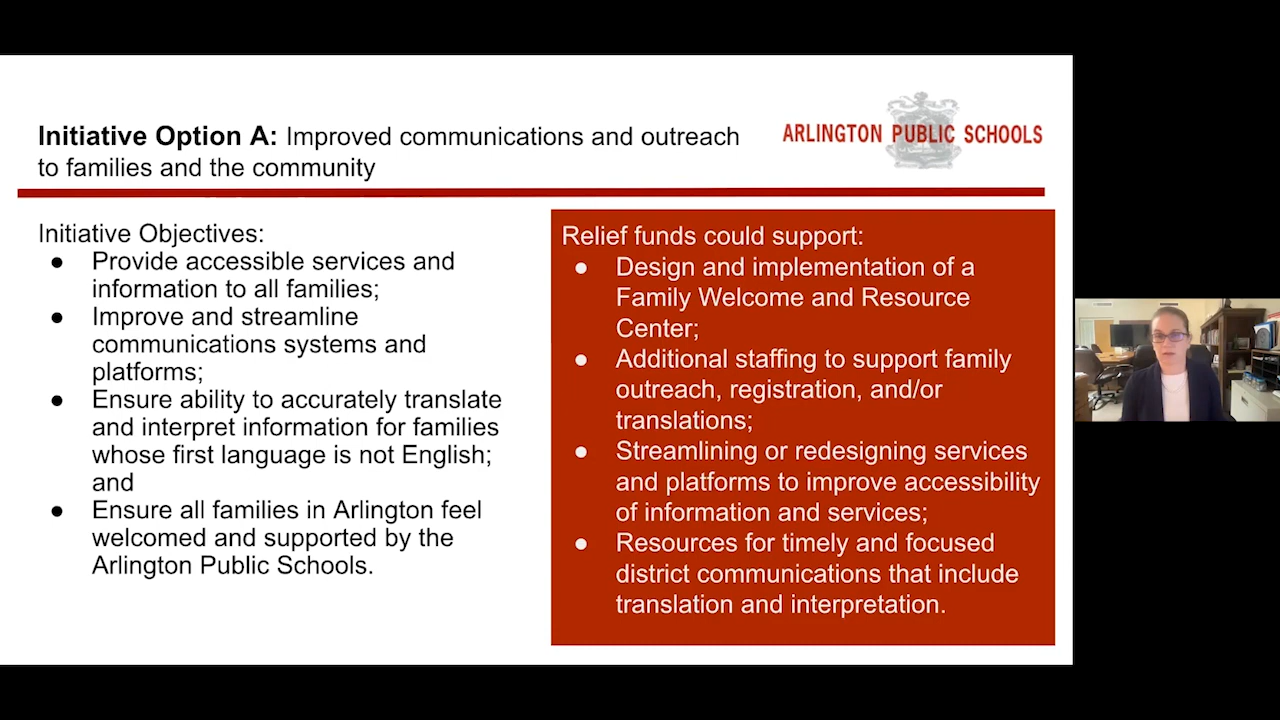 Initiative Option A: Improved communications and outreach
to families and the community
ARLINGTON PUBLIC SCHOOLS
Initiative Objectives:
● Provide accessible services and
information to all families;
● Improve and streamline
communications systems and
platforms;
● Ensure ability to accurately translate
and interpret information for families
whose first language is not English;
and
● Ensure all families in Arlington feel
welcomed and supported by the
Arlington Public Schools.
Relief funds could support:
● Design and implementation of a
Family Welcome and Resource
Center;
● Additional staffing to support family
outreach, registration, and/or
translations;
● Streamlining or redesigning services
and platforms to improve accessibility
of information and services;
● Resources for timely and focused
district communications that include
translation and interpretation.